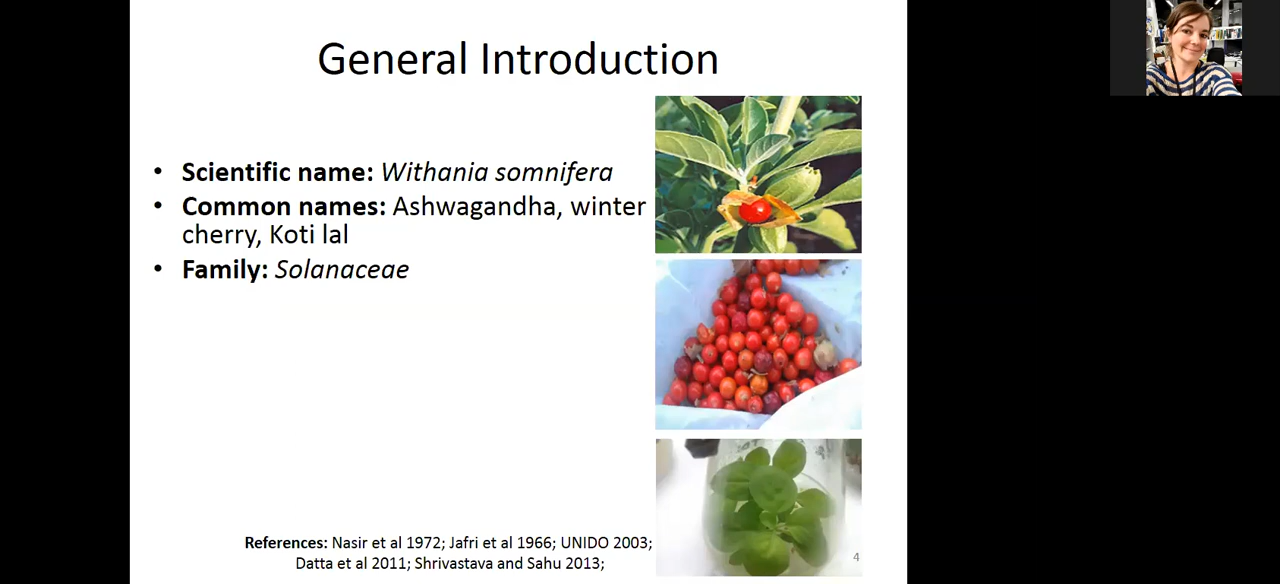 General Introduction
• Scientific name: Withania somnifera
• Common names: Ashwagandha, winter
cherry, Koti lal
• Family: Solanaceae
References: Nasir et al 1972; Jafri et al 1966; UNIDO 2003;
Datta et al 2011; Shrivastava and Sahu 2013;
4